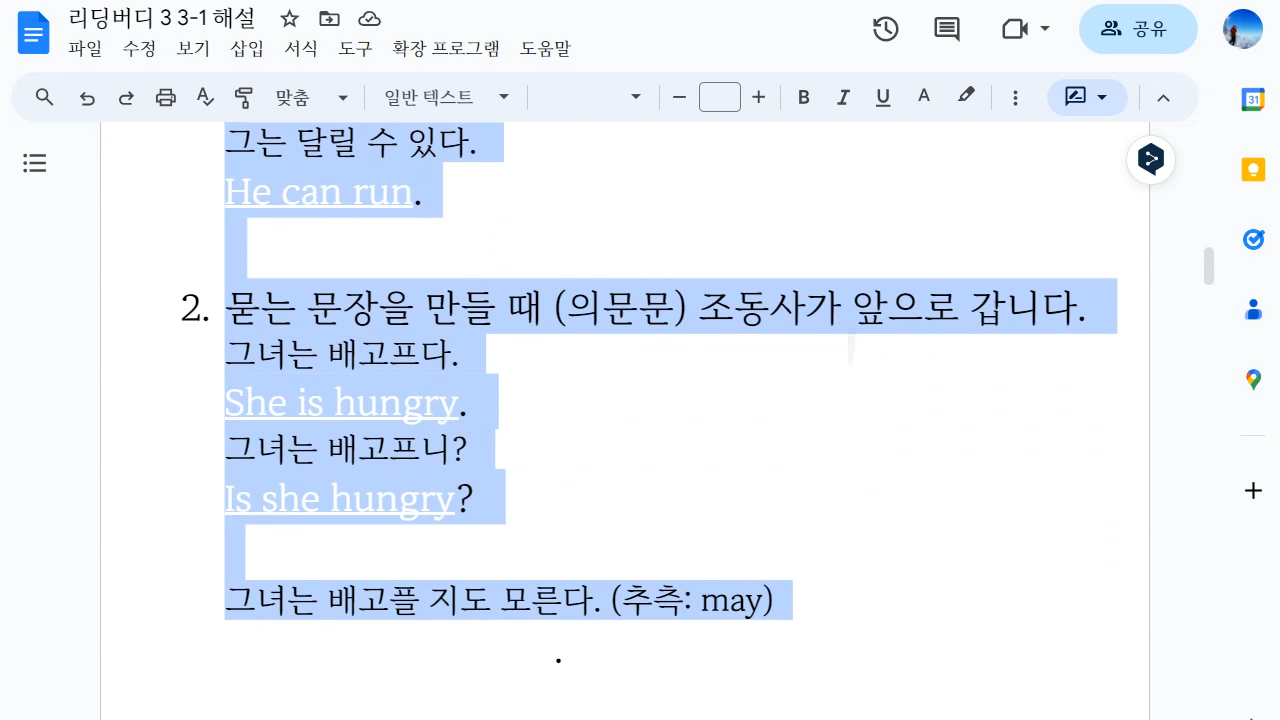 리딩버디 3 3-1 해설
파일 수정 보기 삽입 서식 도구 확장 프로그램 도움말
공유
맞춤 일반 텍스트 B I U A
31
그는 달릴 수 있다.
He can run.
2. 묻는 문장을 만들 때 (의문문) 조동사가 앞으로 갑니다.
그녀는 배고프다.
She is hungry.
그녀는 배고프니?
Is she hungry?
그녀는 배고플 지도 모른다. (추측: may)
.